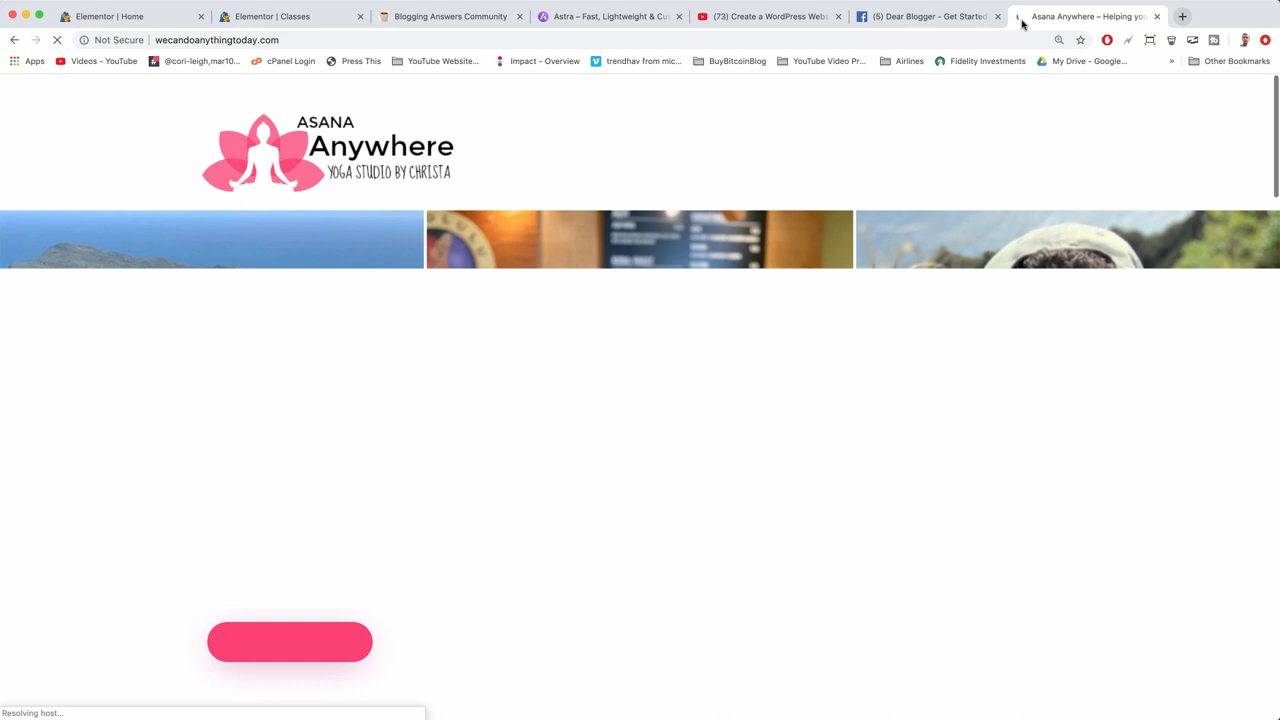 Elementor | Home
Elementor | Classes
Blogging Answers Community
Astra – Fast, Lightweight & Cu
(73) Create a WordPress Webs
(5) Dear Blogger - Get Started
Asana Anywhere – Helping you
Not Secure | wecandoanythingtoday.com
Apps
Videos - YouTube
@cori-leigh,mar10...
cPanel Login
Press This
YouTube Website...
Impact - Overview
trendhav from mic...
BuyBitcoinBlog
YouTube Video Pr...
Airlines
Fidelity Investments
My Drive - Google...
»
Other Bookmarks
ASANA
Anywhere
YOGA STUDIO BY CHRISTA
Resolving host...